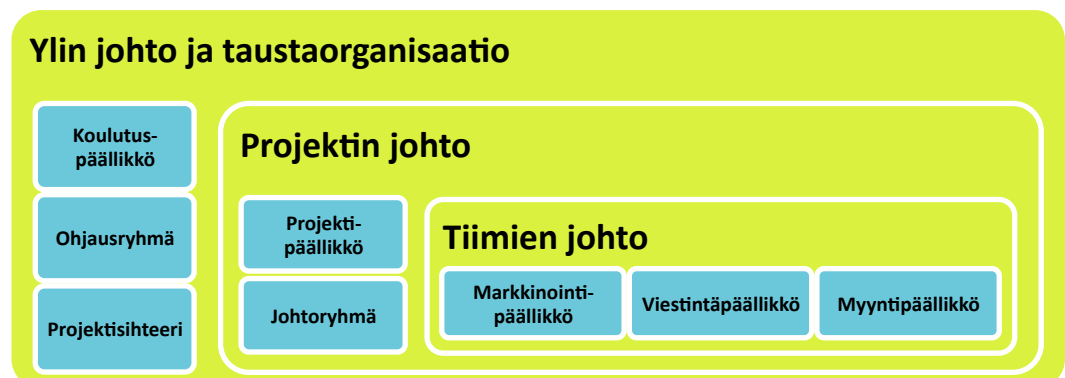 Ylin johto ja taustaorganisaatio
Koulutus-
päällikkö
Ohjausryhmä
Projektisihteeri
Projektin johto
Projekti-
päällikkö
Johtoryhmä
Tiimien johto
Markkinointi-
päällikkö
Viestintäpäällikkö
Myyntipäällikkö